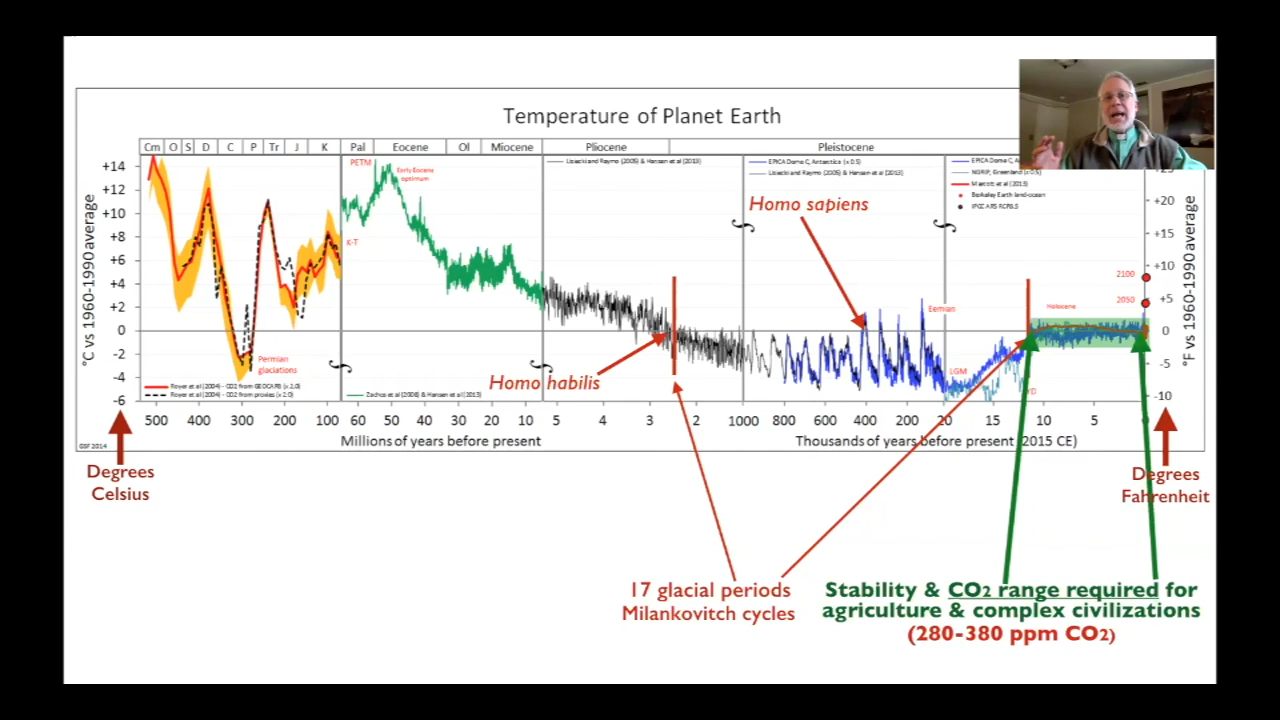 Temperature of Planet Earth
Cm O S D C P Tr J K Pal Eocene Ol Miocene Pliocene Pleistocene
+14
+12
+10
+8
+6
+4
+2
0
-2
-4
-6
°C vs 1960-1990 average
PETM
Early Eocene
optimum
K-T
Permian
glaciations
Royer et al (2004) - CO2 from GEOCARB (x 2.0)
Royer et al (2004) - CO2 from proxies (x 2.0)
Zachos et al (2008) & Hansen et al (2013)
Lisiecki and Raymo (2005) & Hansen et al (2013)
EPICA Dome C, Antarctica (x 0.5)
Lisiecki and Raymo (2005) & Hansen et al (2013)
EPICA Dome C, A
NGRIP, Greenland (x 0.5)
Marcott et al (2013)
Berkeley Earth land-ocean
IPCC AR5 RCP8.5
Homo sapiens
Homo habilis
Eemian
LGM
Holocene
YD
2100
2050
+25
+20
+15
+10
+5
0
-5
-10
°F vs 1960-1990 average
500 400 300 200 100 60 50 40 30 20 10 5 4 3 2 1000 800 600 400 200 20 15 10 5
Millions of years before present
Thousands of years before present (2015 CE)
GBF 2014
Degrees
Celsius
Degrees
Fahrenheit
17 glacial periods
Milankovitch cycles
Stability & CO2 range required for
agriculture & complex civilizations
(280-380 ppm CO2)